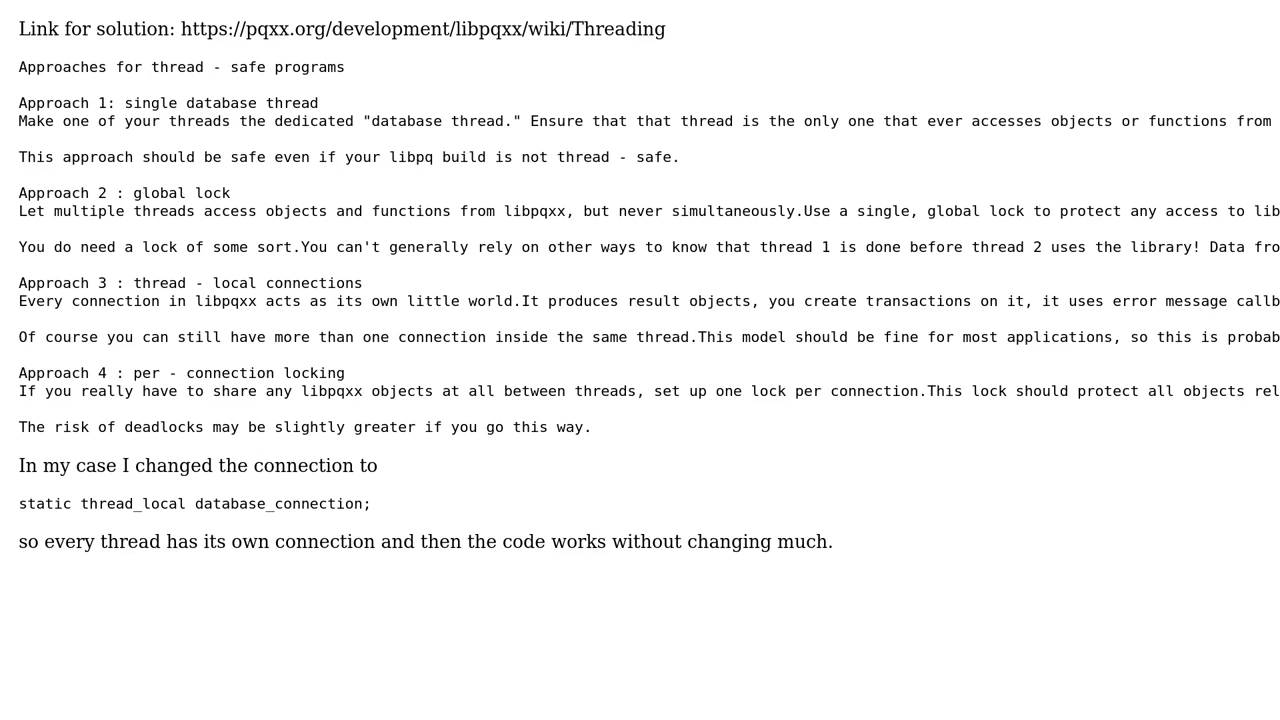 Link for solution: https://pqxx.org/development/libpqxx/wiki/Threading
Approaches for thread - safe programs
Approach 1: single database thread
Make one of your threads the dedicated "database thread." Ensure that that thread is the only one that ever accesses objects or functions from
This approach should be safe even if your libpq build is not thread - safe.
Approach 2 : global lock
Let multiple threads access objects and functions from libpqxx, but never simultaneously.Use a single, global lock to protect any access to lib
You do need a lock of some sort.You can't generally rely on other ways to know that thread 1 is done before thread 2 uses the library! Data fro
Approach 3 : thread - local connections
Every connection in libpqxx acts as its own little world.It produces result objects, you create transactions on it, it uses error message callb
Of course you can still have more than one connection inside the same thread.This model should be fine for most applications, so this is probab
Approach 4 : per - connection locking
If you really have to share any libpqxx objects at all between threads, set up one lock per connection.This lock should protect all objects rel
The risk of deadlocks may be slightly greater if you go this way.
In my case I changed the connection to
static thread_local database_connection;
so every thread has its own connection and then the code works without changing much.